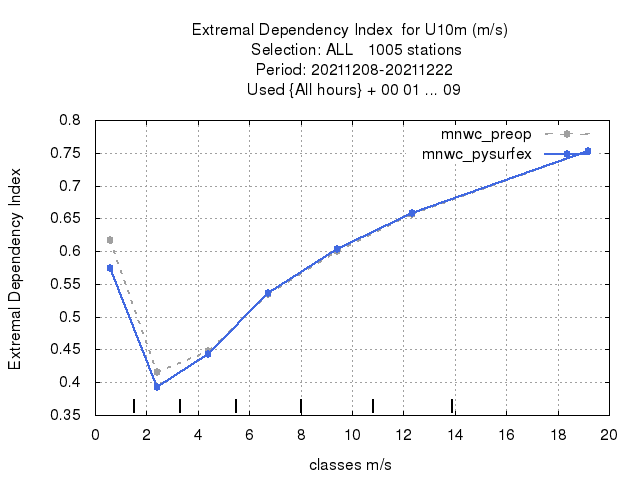 Extremal Dependency Index  for U10m (m/s)
Selection: ALL   1005 stations
Period: 20211208-20211222
Used {All hours} + 00 01 ... 09
mnwc_preop
mnwc_pysurfex
Extremal Dependency Index
0.8
0.75
0.7
0.65
0.6
0.55
0.5
0.45
0.4
0.35
0 2 4 6 8 10 12 14 16 18 20
classes m/s